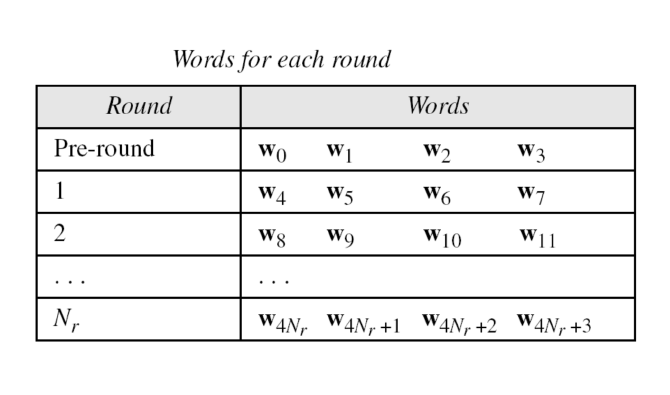 Words for each round
Round Words
Pre-round w₀ w₁ w₂ w₃
1 w₄ w₅ w₆ w₇
2 w₈ w₉ w₁₀ w₁₁
. . . . . .
Nᵣ w₄Nᵣ w₄Nᵣ₊₁ w₄Nᵣ₊₂ w₄Nᵣ₊₃